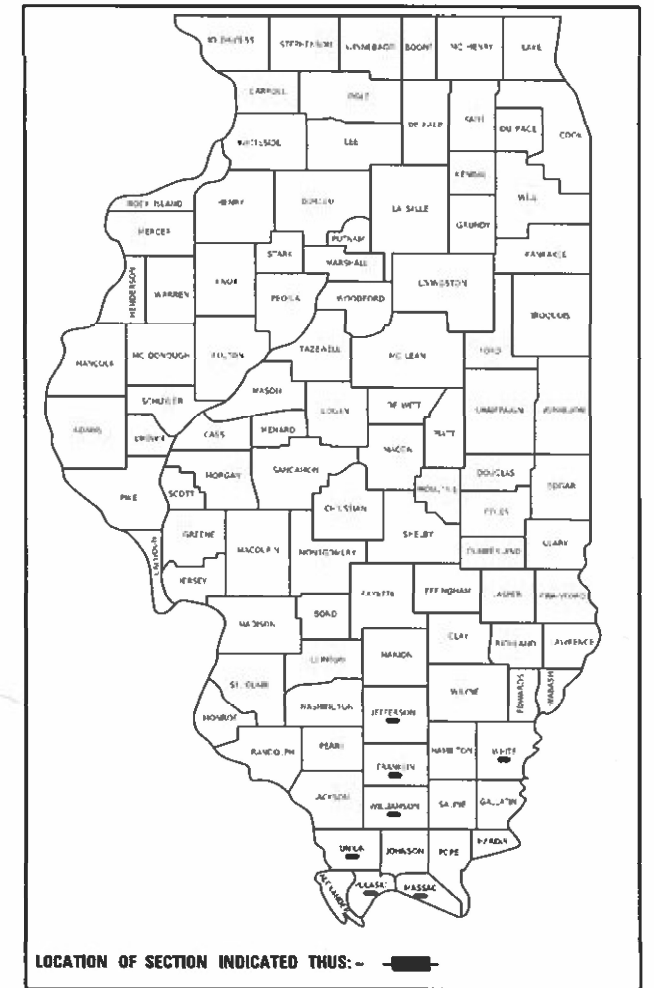 JO DAVIESS STEPHENSON WINNEBAGO BOONE MC HENRY LAKE
CARROLL OGLE DE KALB KANE DU PAGE COOK
WHITESIDE LEE
KENDALL WILL
ROCK ISLAND HENRY BUREAU LA SALLE GRUNDY
MERCER PUTNAM
STARK MARSHALL KANKAKEE
HENDERSON WARREN KNOX PEORIA WOODFORD LIVINGSTON
IROQUOIS
HANCOCK MC DONOUGH FULTON TAZEWELL MC LEAN FORD
MASON
SCHUYLER LOGAN DE WITT CHAMPAIGN VERMILION
ADAMS BROWN CASS MENARD PIATT
MACON
MORGAN SANGAMON DOUGLAS
PIKE SCOTT MOULTRIE EDGAR
CHRISTIAN COLES
GREENE SHELBY
CALHOUN MACOUPIN MONTGOMERY CUMBERLAND CLARK
JERSEY FAYETTE EFFINGHAM JASPER CRAWFORD
BOND
MADISON CLAY RICHLAND LAWRENCE
CLINTON MARION
ST. CLAIR WAYNE EDWARDS WABASH
MONROE WASHINGTON JEFFERSON
RANDOLPH PERRY HAMILTON WHITE
FRANKLIN
JACKSON WILLIAMSON SALINE GALLATIN
UNION JOHNSON POPE HARDIN
ALEXANDER PULASKI MASSAC
LOCATION OF SECTION INDICATED THUS:-